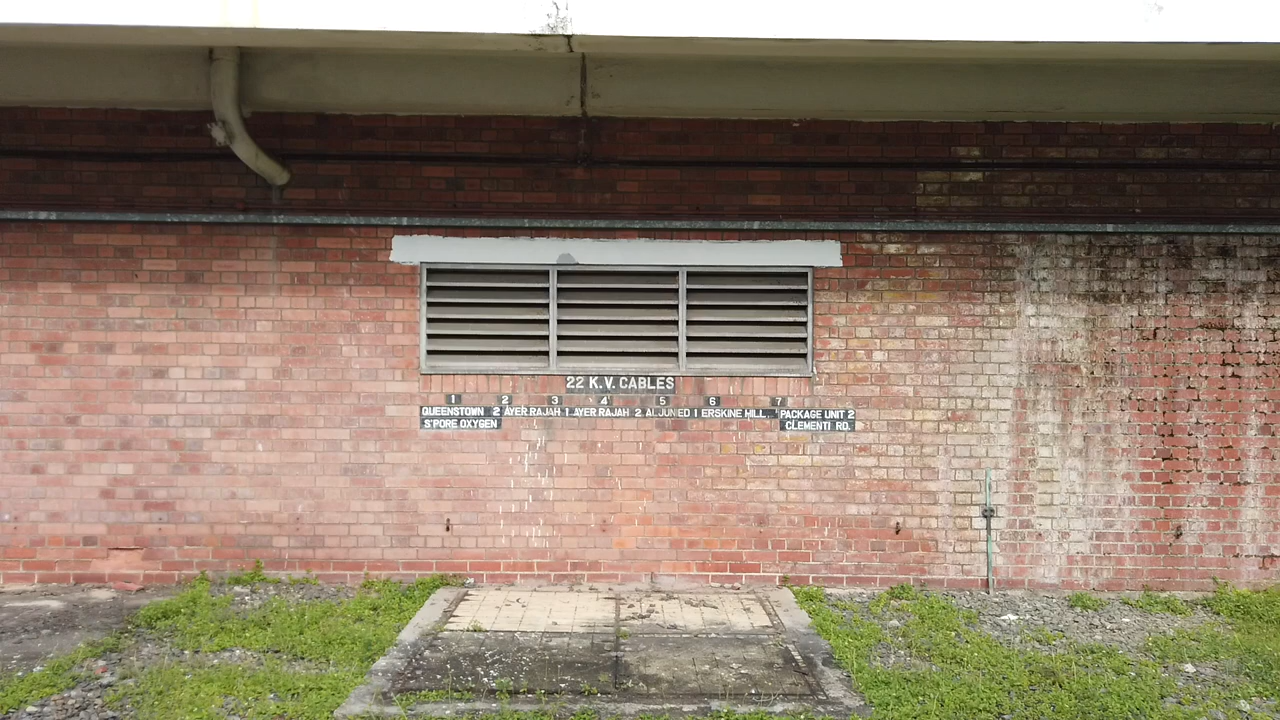 22 K.V. CABLES
1 2 3 4 5 6 7
QUEENSTOWN 2 AYER RAJAH 1 AYER RAJAH 2 ALJUNIED 1 ERSKINE HILL PACKAGE UNIT 2
S'PORE OXYGEN CLEMENTI RD.